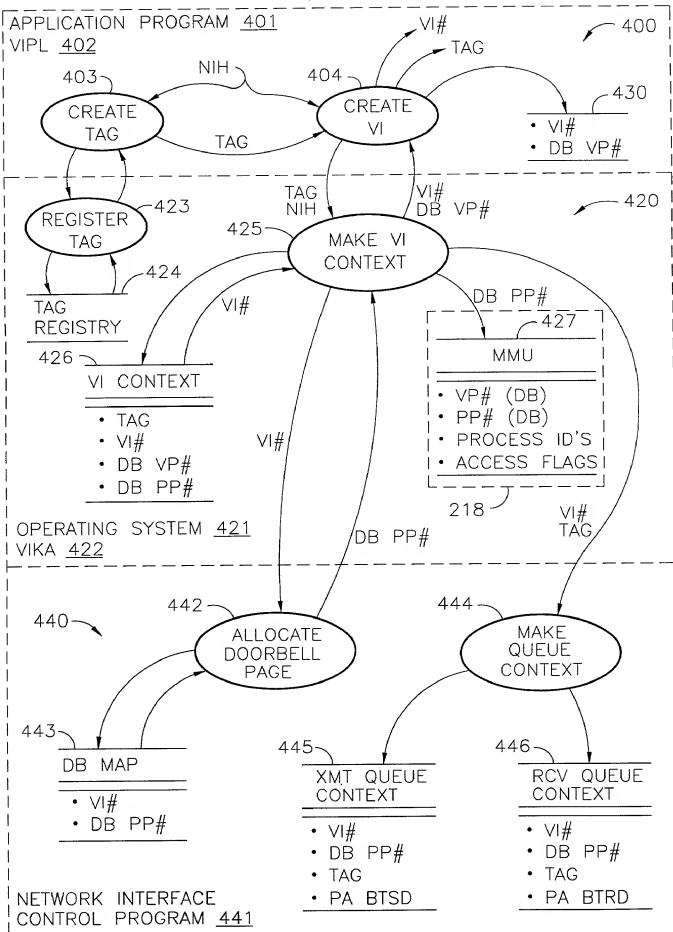 APPLICATION PROGRAM 401
VIPL 402
VI#
TAG
400
403
NIH
404
CREATE
TAG
TAG
CREATE
VI
430
• VI#
• DB VP#
TAG
NIH
VI#
DB VP#
REGISTER
TAG
423
420
425
MAKE VI
CONTEXT
424
TAG
REGISTRY
VI#
DB PP#
427
MMU
• VP# (DB)
• PP# (DB)
• PROCESS ID'S
• ACCESS FLAGS
218
426
VI CONTEXT
• TAG
• VI#
• DB VP#
• DB PP#
VI#
VI#
TAG
OPERATING SYSTEM 421
VIKA 422
DB PP#
440
442
ALLOCATE
DOORBELL
PAGE
444
MAKE
QUEUE
CONTEXT
443
DB MAP
• VI#
• DB PP#
445
XMT QUEUE
CONTEXT
• VI#
• DB PP#
• TAG
• PA BTSD
446
RCV QUEUE
CONTEXT
• VI#
• DB PP#
• TAG
• PA BTRD
NETWORK INTERFACE
CONTROL PROGRAM 441